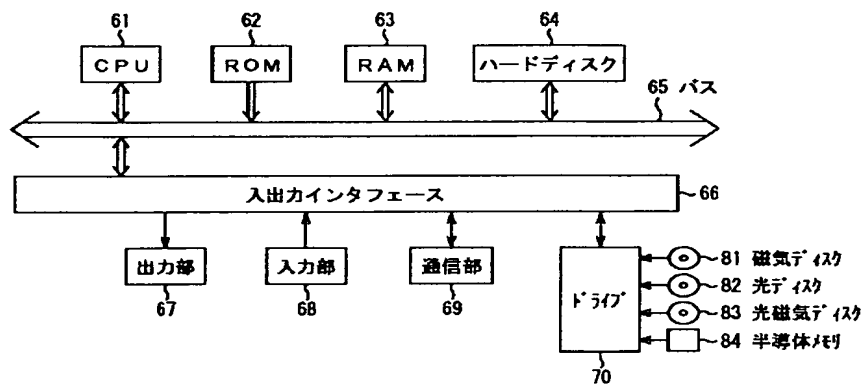 61 62 63 64
CPU ROM RAM ハードディスク
65 バス
入出力インタフェース 66
出力部 入力部 通信部 ドライブ
67 68 69 70
81 磁気ディスク
82 光ディスク
83 光磁気ディスク
84 半導体メモリ